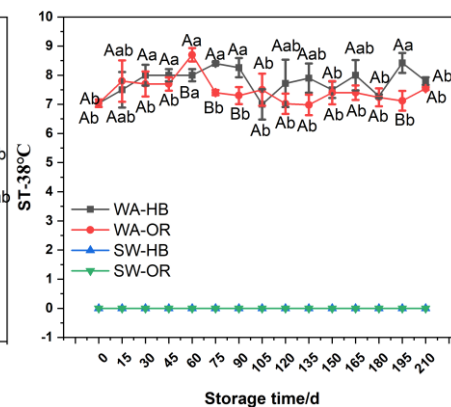 10
9
8
7
6
5
4
3
2
1
0
-1
ST-38℃
Ab
Aab
Aa
Aa
Aa
Aa
Aa
Ab
Aab
Aab
Ab
Aa
Ab
Aa
Ab
Ab
Aab
Ab
Ab
Ba
Bb
Bb
Ab
Ab
Ab
Ab
Ab
Ab
Bb
Ab
WA-HB
WA-OR
SW-HB
SW-OR
0 15 30 45 60 75 90 105 120 135 150 165 180 195 210
Storage time/d